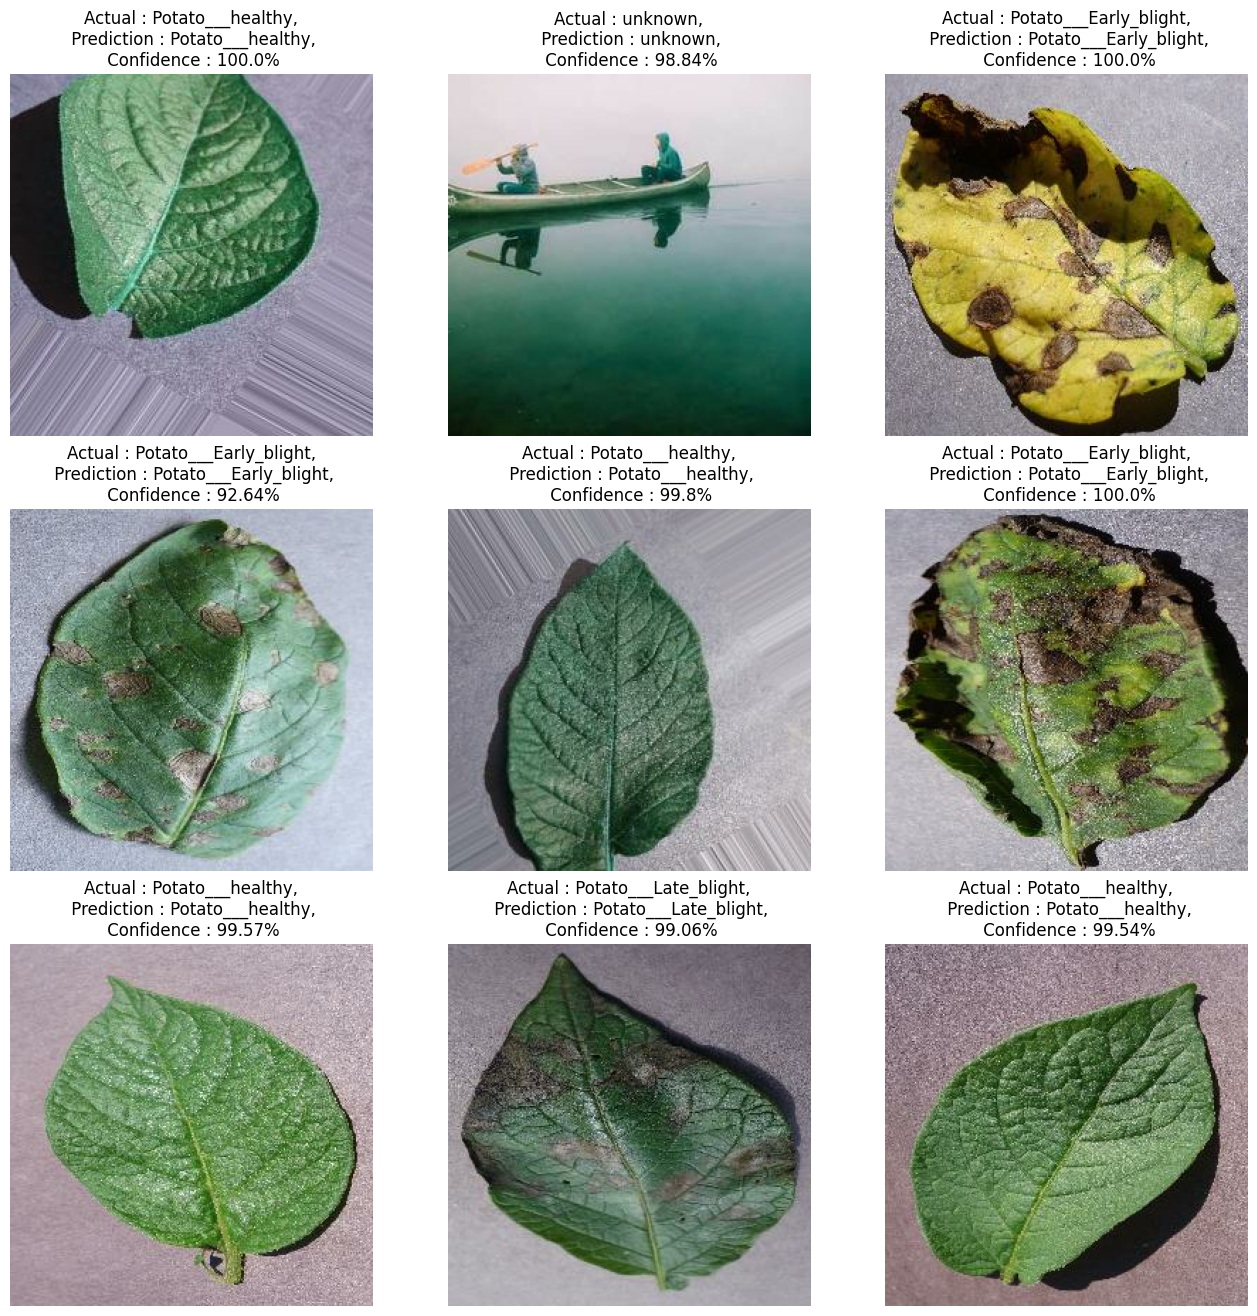 Actual : Potato___healthy,
Prediction : Potato___healthy,
Confidence : 100.0%
Actual : unknown,
Prediction : unknown,
Confidence : 98.84%
Actual : Potato___Early_blight,
Prediction : Potato___Early_blight,
Confidence : 100.0%
Actual : Potato___Early_blight,
Prediction : Potato___Early_blight,
Confidence : 92.64%
Actual : Potato___healthy,
Prediction : Potato___healthy,
Confidence : 99.8%
Actual : Potato___Early_blight,
Prediction : Potato___Early_blight,
Confidence : 100.0%
Actual : Potato___healthy,
Prediction : Potato___healthy,
Confidence : 99.57%
Actual : Potato___Late_blight,
Prediction : Potato___Late_blight,
Confidence : 99.06%
Actual : Potato___healthy,
Prediction : Potato___healthy,
Confidence : 99.54%